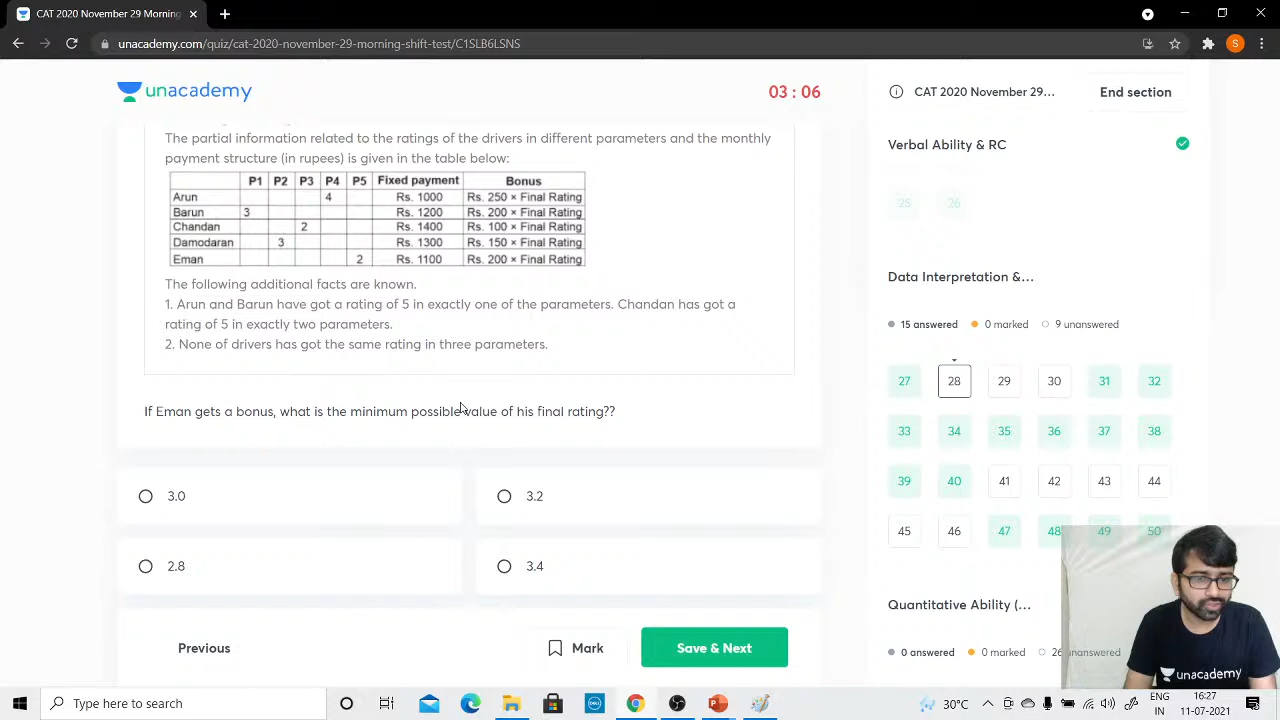 CAT 2020 November 29 Morning
unacademy.com/quiz/cat-2020-november-29-morning-shift-test/C1SLB6LSNS
S
unacademy
03 : 06
CAT 2020 November 29...
End section
The partial information related to the ratings of the drivers in different parameters and the monthly
payment structure (in rupees) is given in the table below:
P1 P2 P3 P4 P5 Fixed payment Bonus
Arun 4 Rs. 1000 Rs. 250 × Final Rating
Barun 3 Rs. 1200 Rs. 200 × Final Rating
Chandan 2 Rs. 1400 Rs. 100 × Final Rating
Damodaran 3 Rs. 1300 Rs. 150 × Final Rating
Eman 2 Rs. 1100 Rs. 200 × Final Rating
The following additional facts are known.
1. Arun and Barun have got a rating of 5 in exactly one of the parameters. Chandan has got a
rating of 5 in exactly two parameters.
2. None of drivers has got the same rating in three parameters.
If Eman gets a bonus, what is the minimum possible value of his final rating??
3.0
3.2
2.8
3.4
Previous
Mark
Save & Next
Verbal Ability & RC
25 26
Data Interpretation &...
15 answered 0 marked 9 unanswered
27 28 29 30 31 32
33 34 35 36 37 38
39 40 41 42 43 44
45 46 47 48 49 50
Quantitative Ability (...
0 answered 0 marked 26 unanswered
unacademy
Type here to search
DELL
30°C
ENG
IN
16:27
11-07-2021